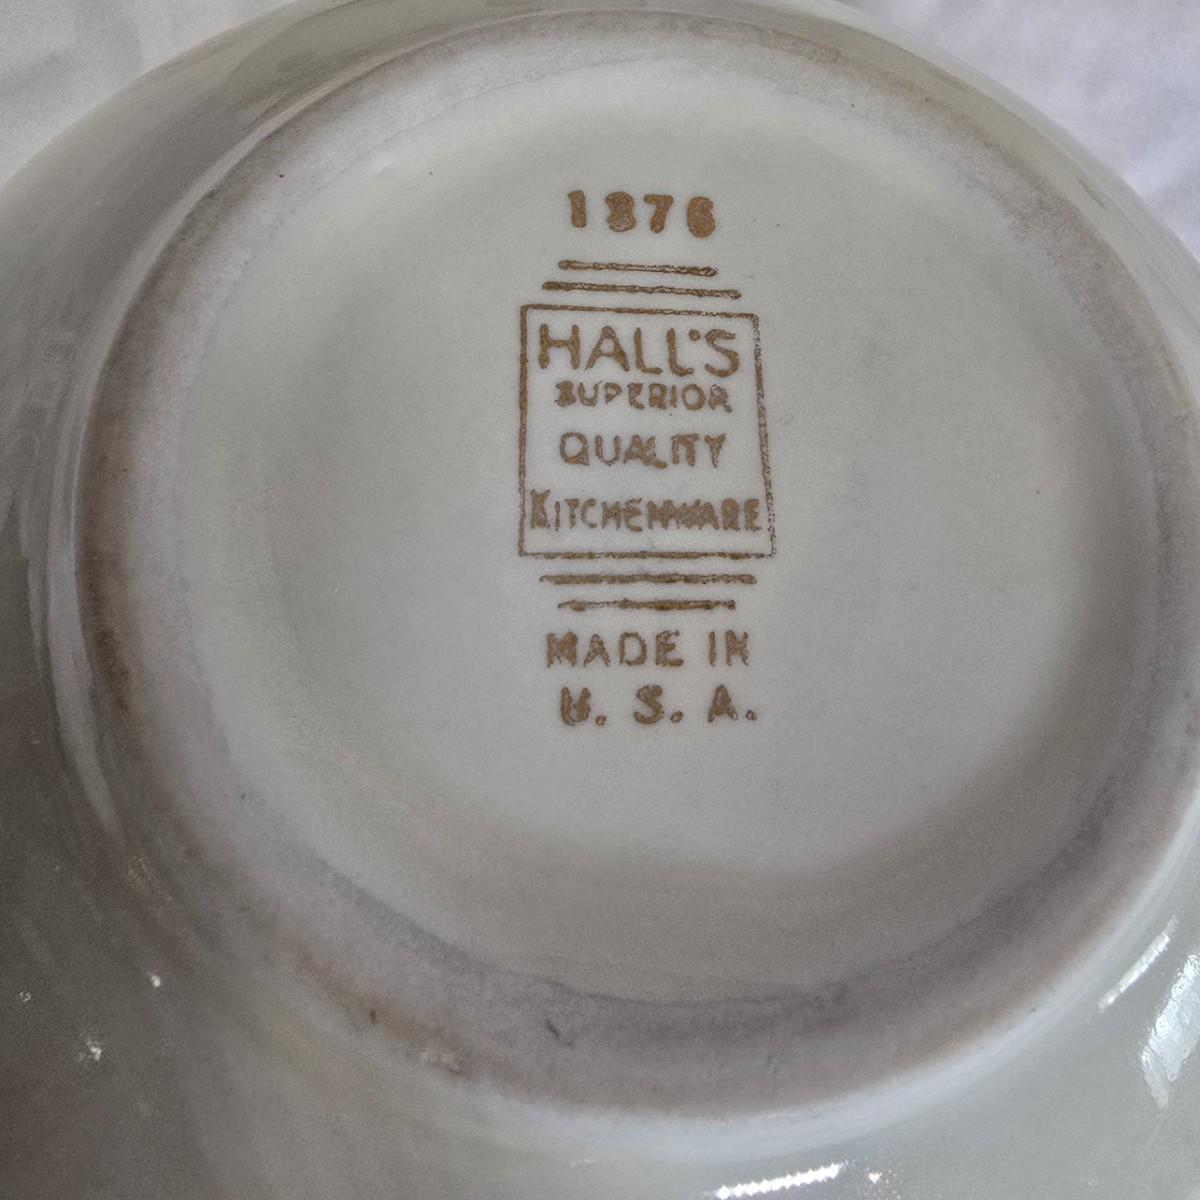 1876
HALL'S
SUPERIOR
QUALITY
KITCHENWARE
MADE IN
U. S. A.